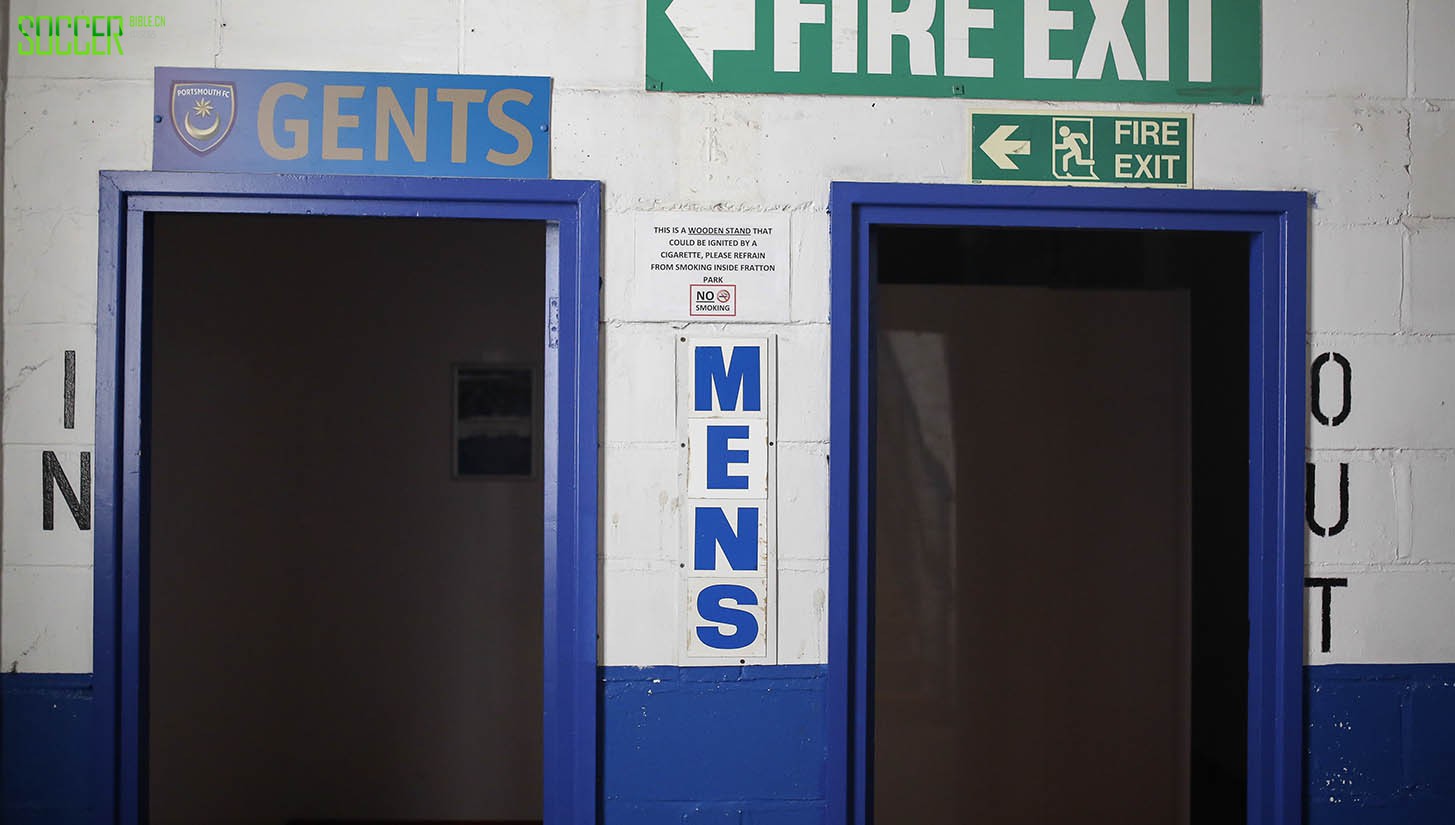 SOCCER
BIBLE.CN
FIRE EXIT
PORTSMOUTH FC
GENTS
FIRE
EXIT
THIS IS A WOODEN STAND THAT
COULD BE IGNITED BY A
CIGARETTE, PLEASE REFRAIN
FROM SMOKING INSIDE FRATTON
PARK
NO
SMOKING
I
N
M
E
N
S
O
U
T